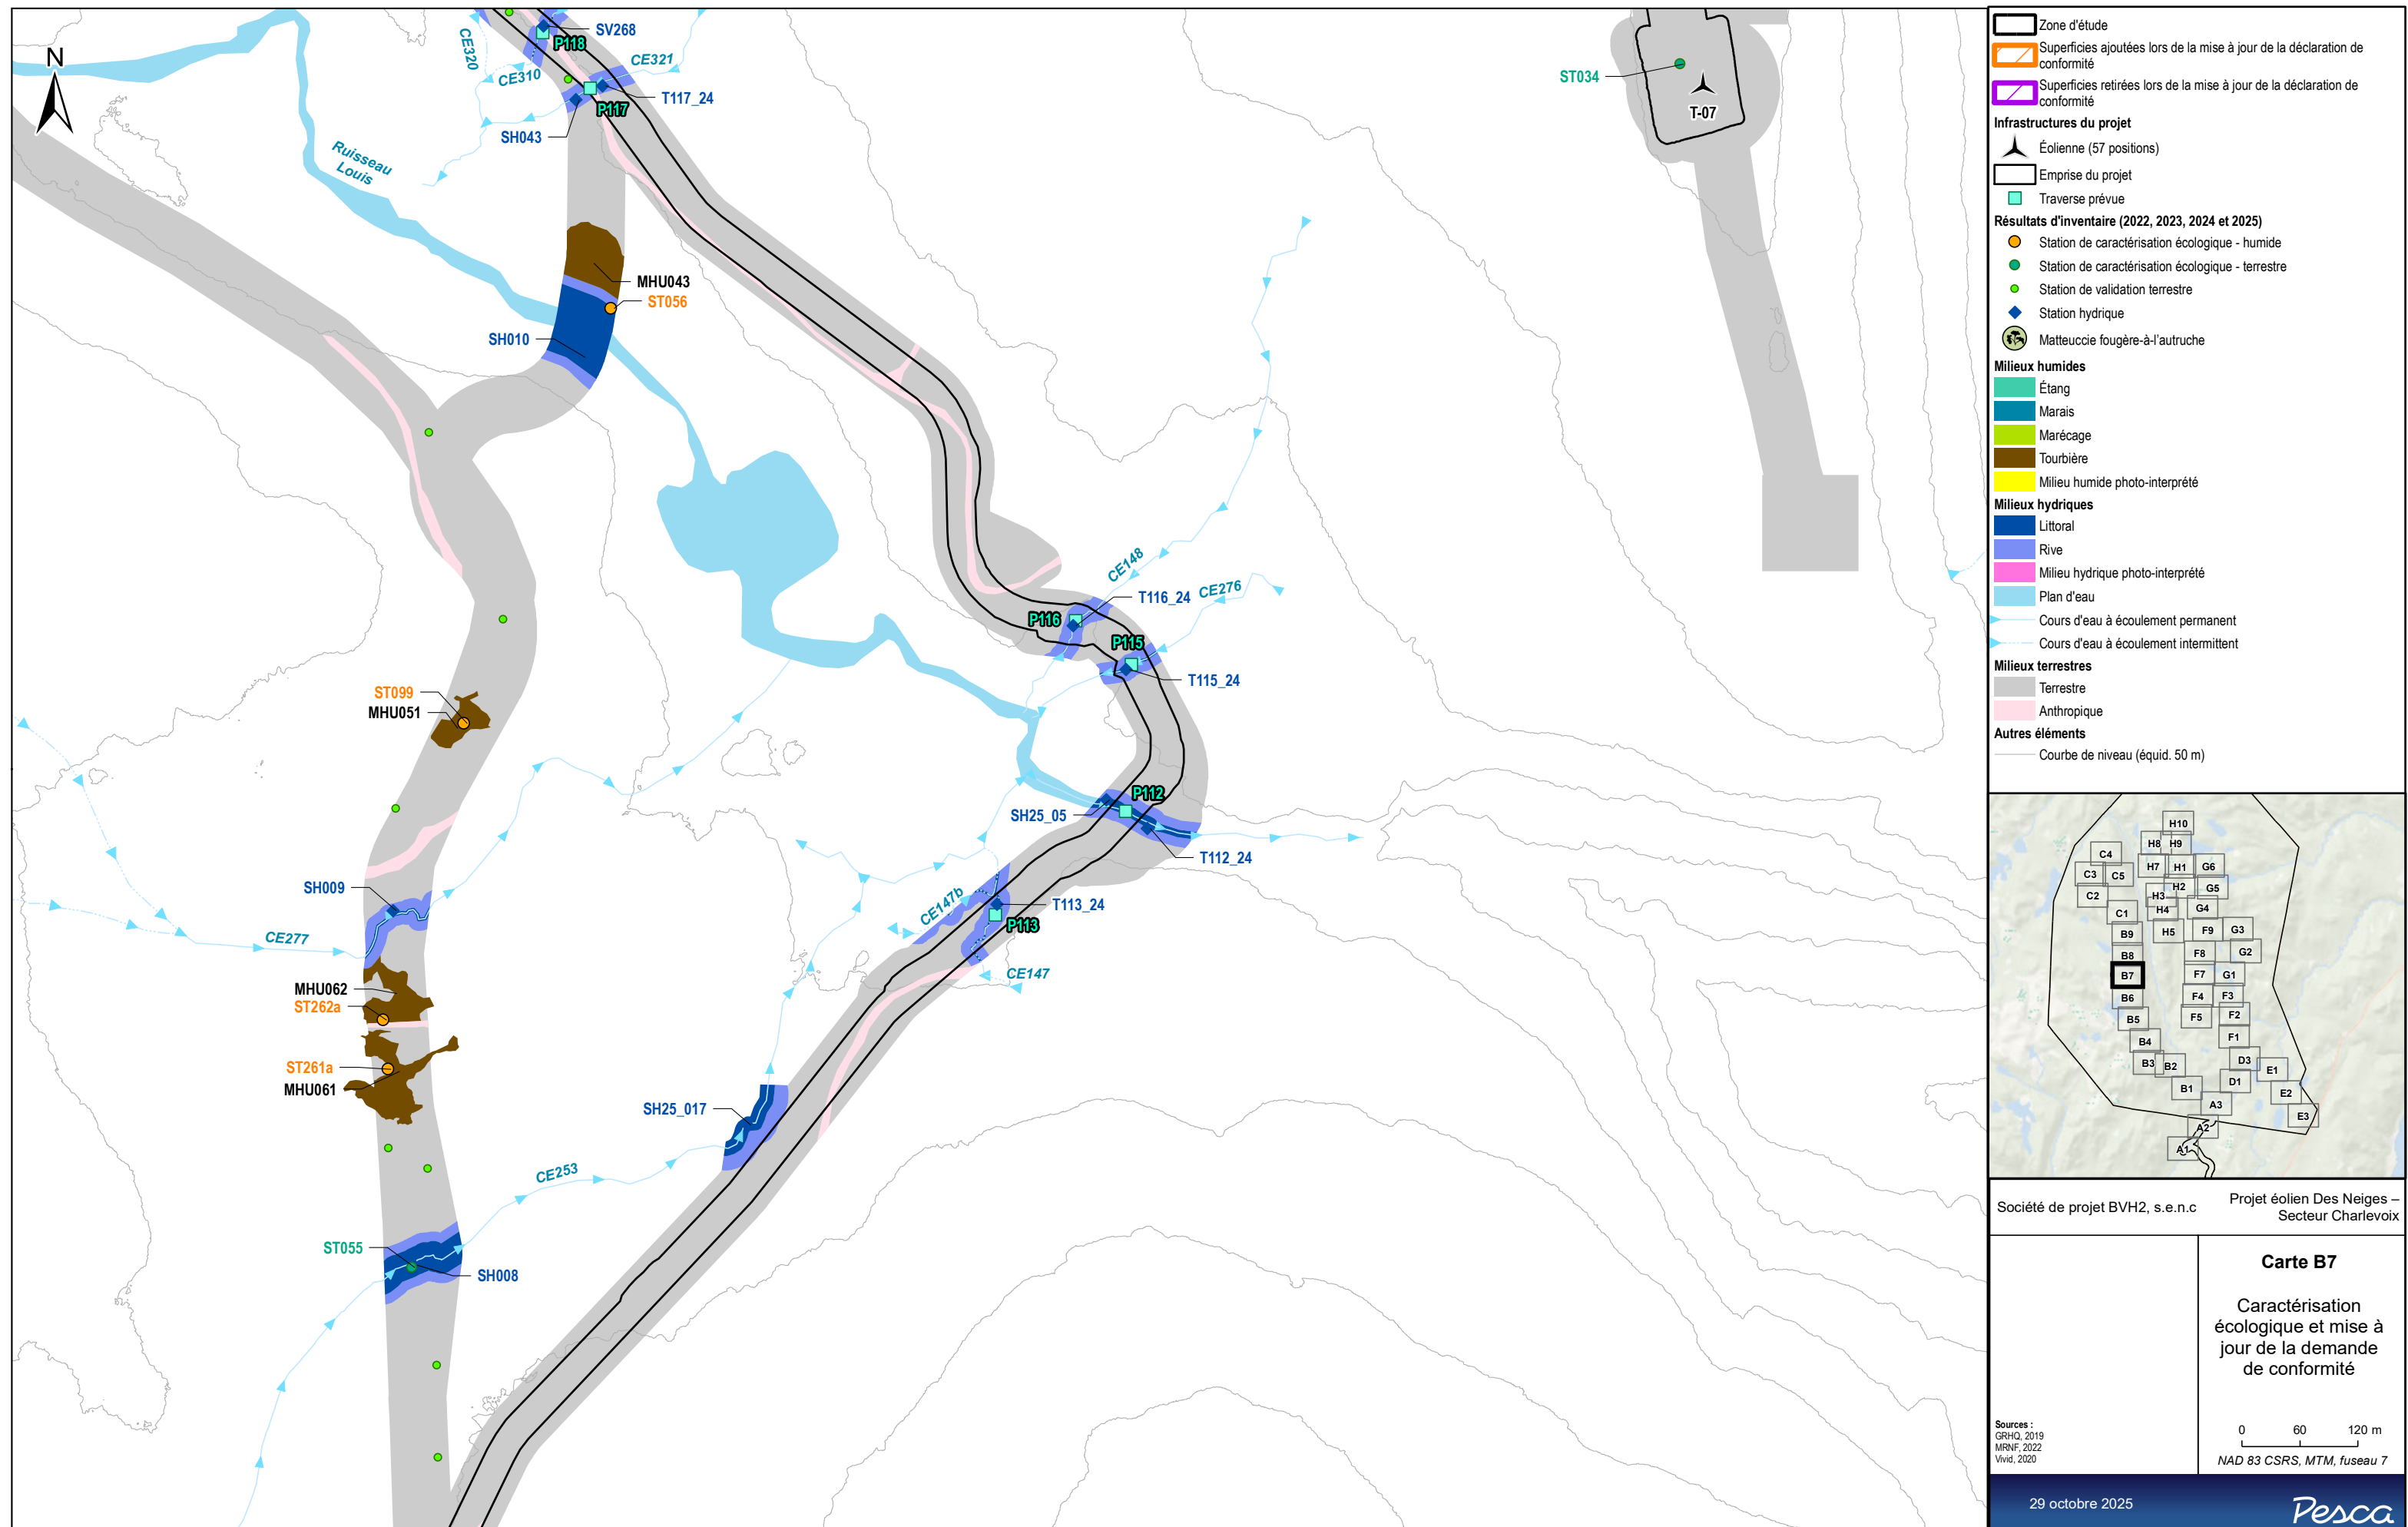 N
CE320
SV268
P118
CE310
CE321
T117_24
P117
SH043
Ruisseau
Louis
ST034
T-07
MHU043
ST056
SH010
CE148
T116_24
CE276
P116
P115
T115_24
ST099
MHU051
P112
SH25_05
T112_24
SH009
CE147b
T113_24
P113
CE277
CE147
MHU062
ST262a
ST261a
MHU061
SH25_017
CE253
ST055
SH008
Zone d'étude
Superficies ajoutées lors de la mise à jour de la déclaration de
conformité
Superficies retirées lors de la mise à jour de la déclaration de
conformité
Infrastructures du projet
Éolienne (57 positions)
Emprise du projet
Traverse prévue
Résultats d'inventaire (2022, 2023, 2024 et 2025)
Station de caractérisation écologique - humide
Station de caractérisation écologique - terrestre
Station de validation terrestre
Station hydrique
Matteuccie fougère-à-l'autruche
Milieux humides
Étang
Marais
Marécage
Tourbière
Milieu humide photo-interprété
Milieux hydriques
Littoral
Rive
Milieu hydrique photo-interprété
Plan d'eau
Cours d'eau à écoulement permanent
Cours d'eau à écoulement intermittent
Milieux terrestres
Terrestre
Anthropique
Autres éléments
Courbe de niveau (équid. 50 m)
H10
H8 H9
C4
H7 H1 G6
C3 C5
H2 G5
C2 H3
H4 G4
C1
B9 H5 F9 G3
B8 F8 G2
B7 F7 G1
B6 F4 F3
B5 F5 F2
B4 F1
B3 B2 D3 E1
B1 D1 E2
A3 E3
A2
A1
Société de projet BVH2, s.e.n.c
Projet éolien Des Neiges –
Secteur Charlevoix
Carte B7
Caractérisation
écologique et mise à
jour de la demande
de conformité
Sources :
GRHQ, 2019
MRNF, 2022
Vivid, 2020
0 60 120 m
NAD 83 CSRS, MTM, fuseau 7
29 octobre 2025
Pesca